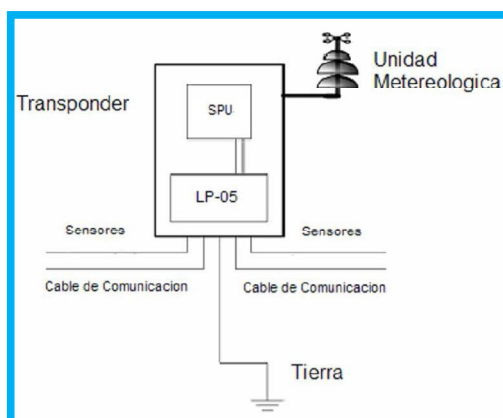 Unidad
Metereologica
Transponder
SPU
LP-05
Sensores
Sensores
Cable de Comunicacion
Cable de Comunicacion
Tierra